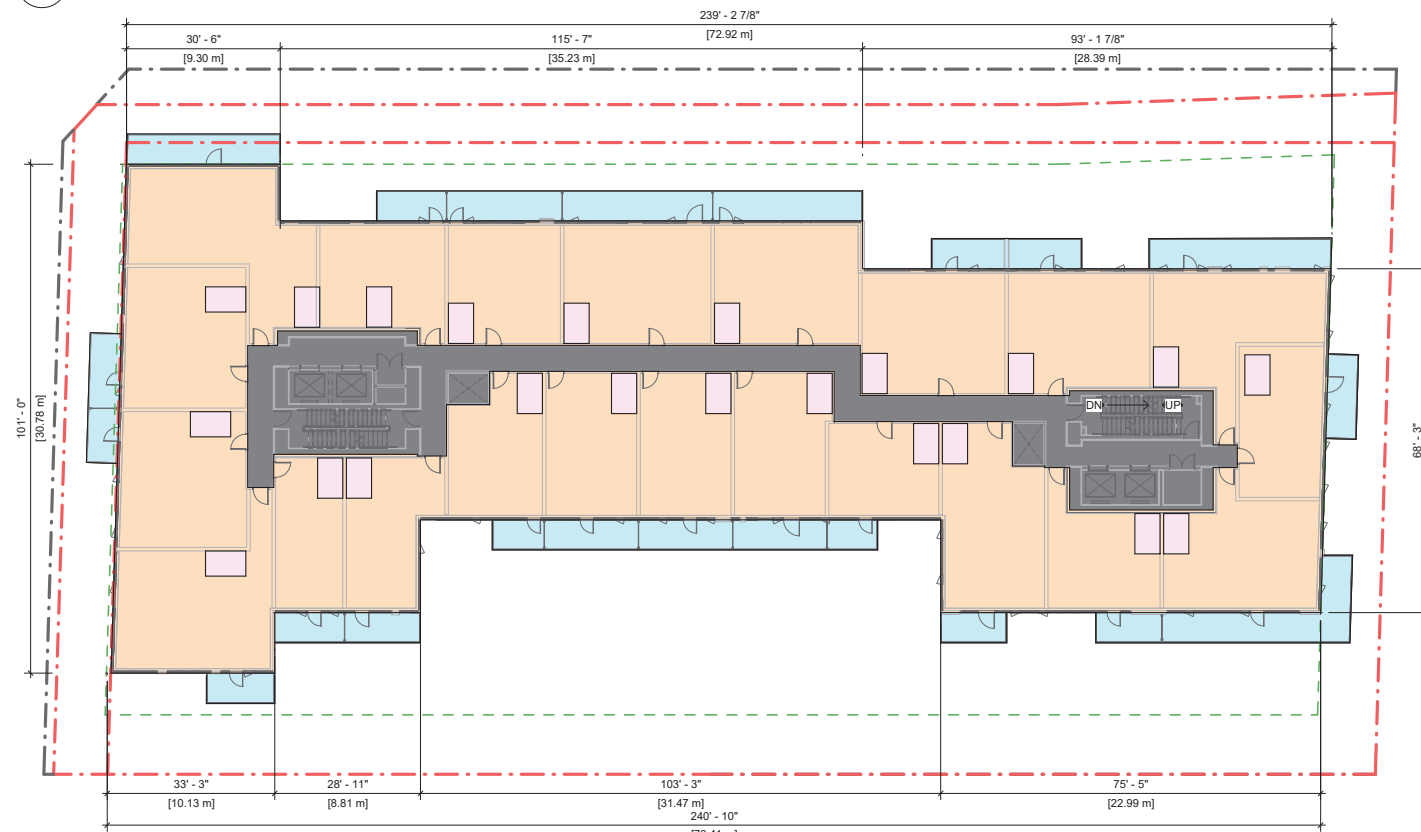 239' - 2 7/8"
[72.92 m]
30' - 6"
[9.30 m]
115' - 7"
[35.23 m]
93' - 1 7/8"
[28.39 m]
101' - 0"
[30.78 m]
68' - 3"
DN
UP
33' - 3"
[10.13 m]
28' - 11"
[8.81 m]
103' - 3"
[31.47 m]
75' - 5"
[22.99 m]
240' - 10"